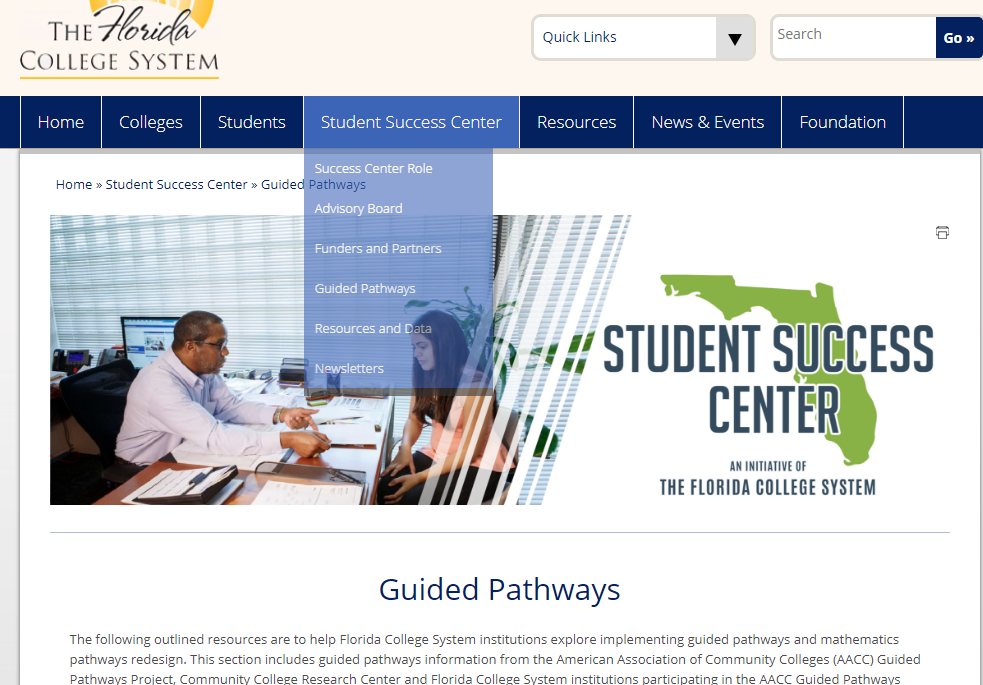 THE Florida
COLLEGE SYSTEM
Quick Links
Search
Go »
Home
Colleges
Students
Student Success Center
Resources
News & Events
Foundation
Success Center Role
Advisory Board
Funders and Partners
Guided Pathways
Resources and Data
Newsletters
Home » Student Success Center » Guided Pathways
STUDENT SUCCESS
CENTER
AN INITIATIVE OF
THE FLORIDA COLLEGE SYSTEM
Guided Pathways
The following outlined resources are to help Florida College System institutions explore implementing guided pathways and mathematics
pathways redesign. This section includes guided pathways information from the American Association of Community Colleges (AACC) Guided
Pathways Project, Community College Research Center and Florida College System institutions participating in the AACC Guided Pathways